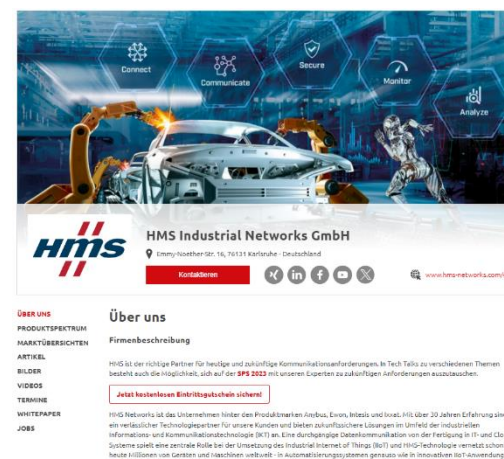 Connect
Communicate
Secure
Monitor
Analyze
HMS
HMS Industrial Networks GmbH
Emmy-Noether-Str. 16, 76131 Karlsruhe - Deutschland
Kontaktieren
www.hms-networks.com/
ÜBER UNS
PRODUKTSPEKTRUM
MARKTÜBERSICHTEN
ARTIKEL
BILDER
VIDEOS
TERMINE
WHITEPAPER
JOBS
Über uns
Firmenbeschreibung
HMS ist der richtige Partner für heutige und zukünftige Kommunikationsanforderungen. In Tech Talks zu verschiedenen Themen
besteht auch die Möglichkeit, sich auf der SPS 2023 mit unseren Experten zu zukünftigen Anforderungen auszutauschen.
Jetzt kostenlosen Eintrittsgutschein sichern!
HMS Networks ist das Unternehmen hinter den Produktmarken Anybus, Ewon, Intesis und Ixxat. Mit über 30 Jahren Erfahrung sind
ein verlässlicher Technologiepartner für unsere Kunden und bieten zukunftssichere Lösungen im Umfeld der industriellen
Informations- und Kommunikationstechnologie (IKT) an. Eine durchgängige Datenkommunikation von der Fertigung in IT- und Clo
Systeme spielt eine zentrale Rolle bei der Umsetzung des Industrial Internet of Things (IIoT) und HMS-Technologie vernetzt schon
heute Millionen von Geräten und Maschinen weltweit - in Automatisierungssystemen genauso wie in innovativen IIoT-Anwendung